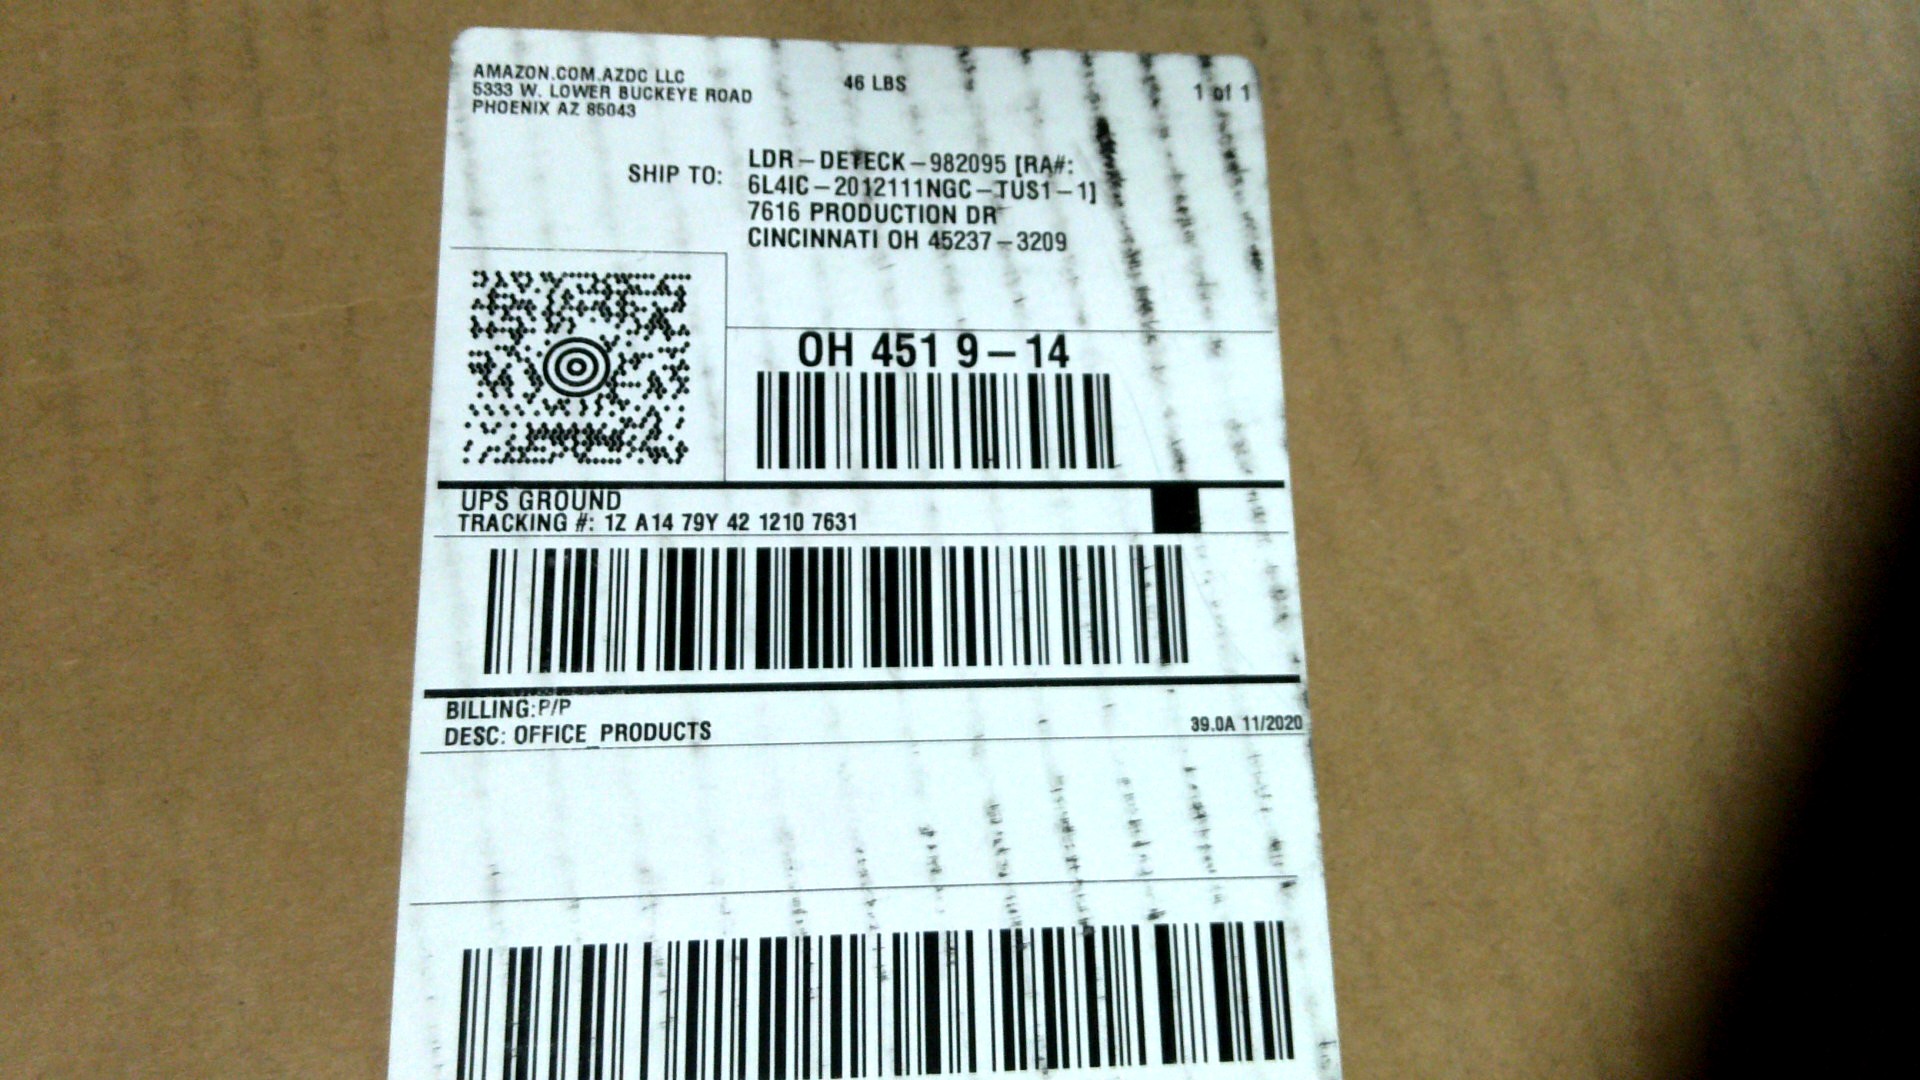 AMAZON.COM.AZDC LLC
5333 W. LOWER BUCKEYE ROAD
PHOENIX AZ 85043
46 LBS
1 of 1
SHIP TO:
LDR-DETECK-982095 [RA#:
6L4IC-2012111NGC-TUS1-1]
7616 PRODUCTION DR
CINCINNATI OH 45237-3209
OH 451 9-14
UPS GROUND
TRACKING #: 1Z A14 79Y 42 1210 7631
BILLING:P/P
DESC: OFFICE_PRODUCTS
39.0A 11/2020